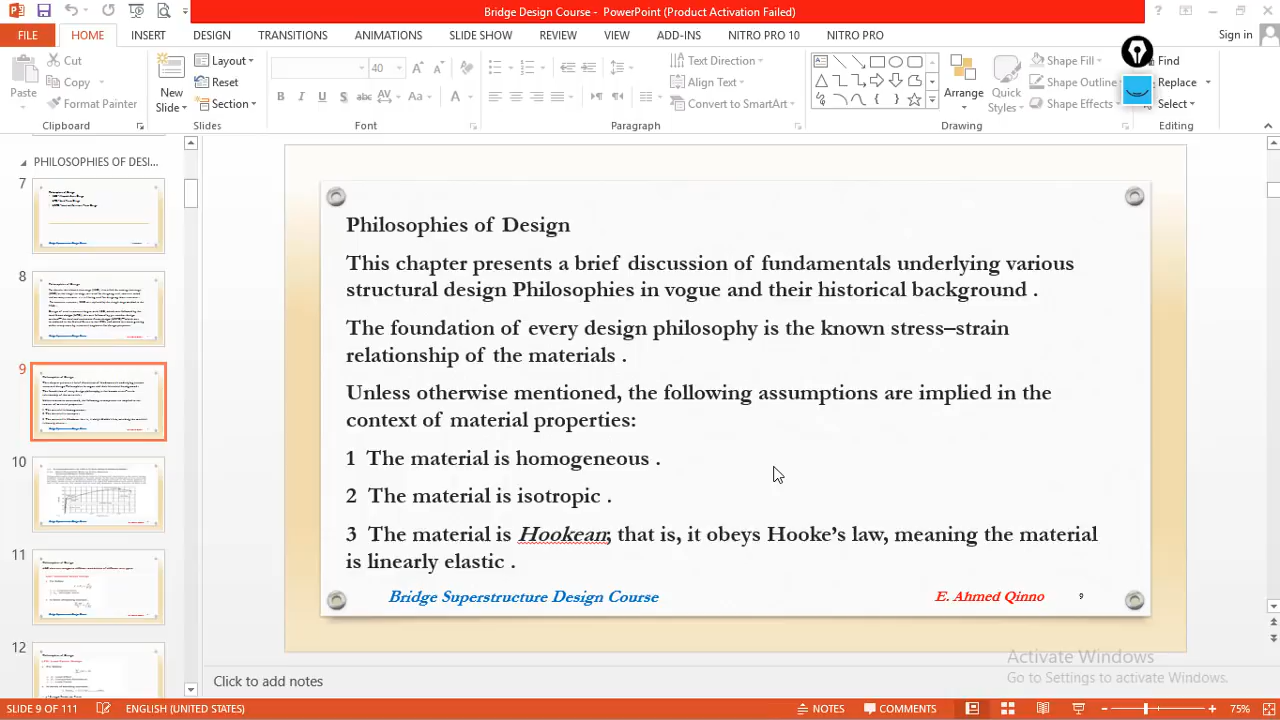 Bridge Design Course - PowerPoint (Product Activation Failed)
FILE HOME INSERT DESIGN TRANSITIONS ANIMATIONS SLIDE SHOW REVIEW VIEW ADD-INS NITRO PRO 10 NITRO PRO Sign in
Paste
Cut
Copy
Format Painter
Clipboard
New
Slide
Layout
Reset
Section
Slides
40
Font
Text Direction
Align Text
Convert to SmartArt
Paragraph
Arrange
Quick
Styles
Shape Fill
Shape Outline
Shape Effects
Drawing
Find
Replace
Select
Editing
PHILOSOPHIES OF DESI...
7
8
9
10
11
12
Philosophies of Design
This chapter presents a brief discussion of fundamentals underlying various
structural design Philosophies in vogue and their historical background .
The foundation of every design philosophy is the known stress–strain
relationship of the materials .
Unless otherwise mentioned, the following assumptions are implied in the
context of material properties:
1 The material is homogeneous .
2 The material is isotropic .
3 The material is Hookean, that is, it obeys Hooke's law, meaning the material
is linearly elastic .
Bridge Superstructure Design Course E. Ahmed Qinno 9
Activate Windows
Go to Settings to activate Windows.
Click to add notes
SLIDE 9 OF 111 ENGLISH (UNITED STATES) NOTES COMMENTS 75%